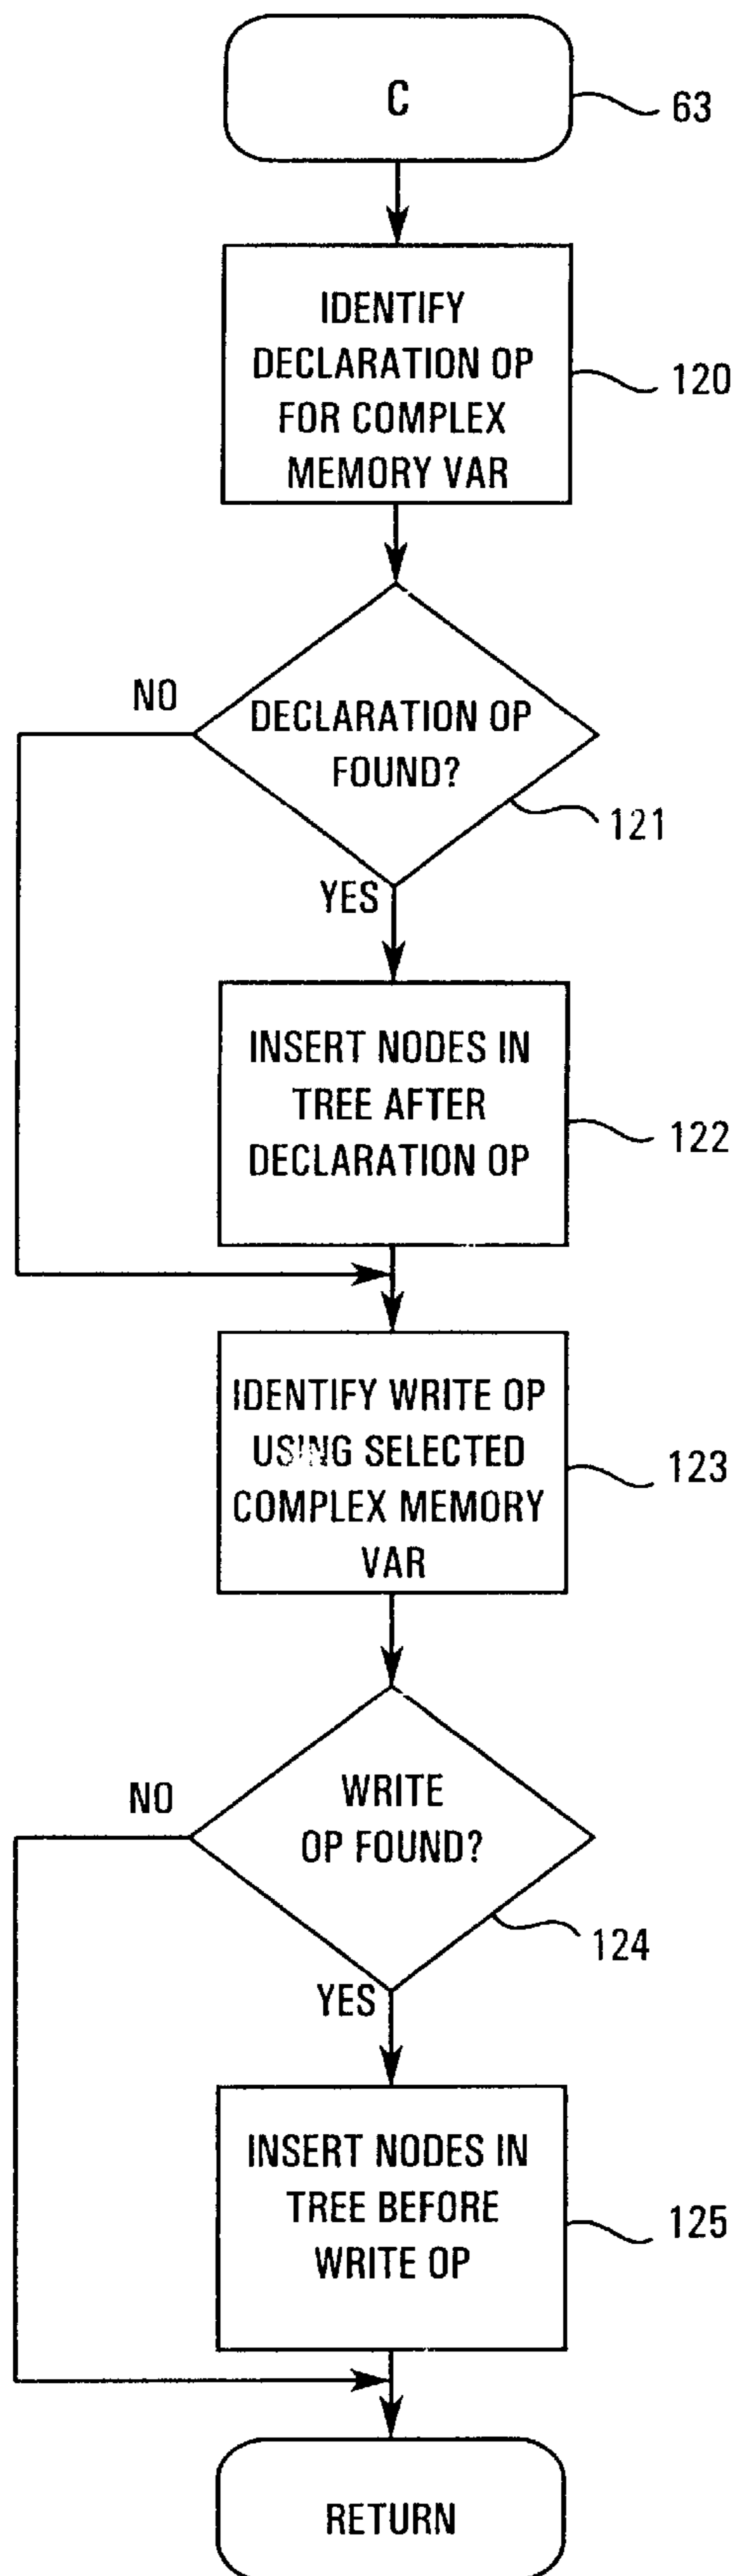 C
63
IDENTIFY
DECLARATION OP
FOR COMPLEX
MEMORY VAR
120
NO
DECLARATION OP
FOUND?
121
YES
INSERT NODES IN
TREE AFTER
DECLARATION OP
122
IDENTIFY WRITE OP
USING SELECTED
COMPLEX MEMORY
VAR
123
NO
WRITE
OP FOUND?
124
YES
INSERT NODES IN
TREE BEFORE
WRITE OP
125
RETURN